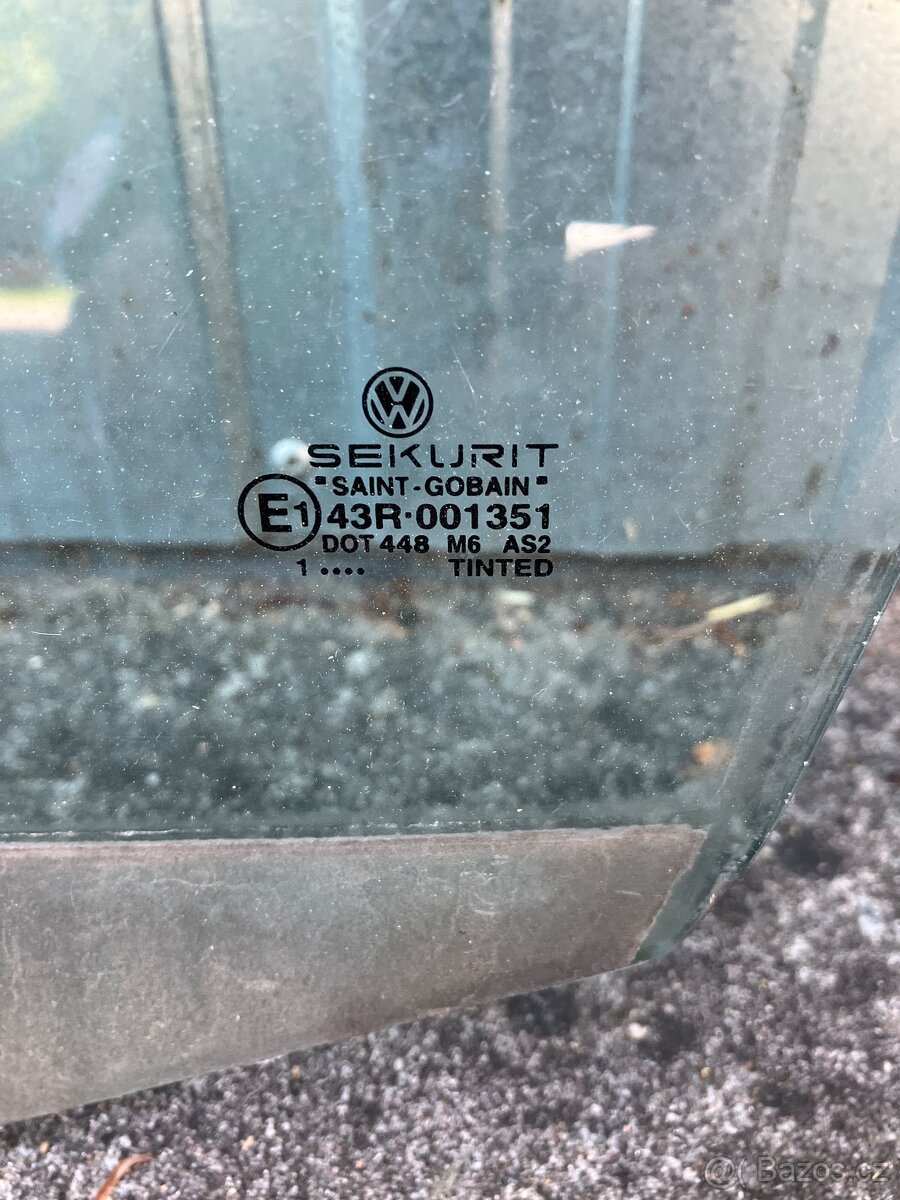 SEKURIT
"SAINT-GOBAIN"
E1 43R·001351
DOT 448 M6 AS2
1 .... TINTED
@( Bazos.cz